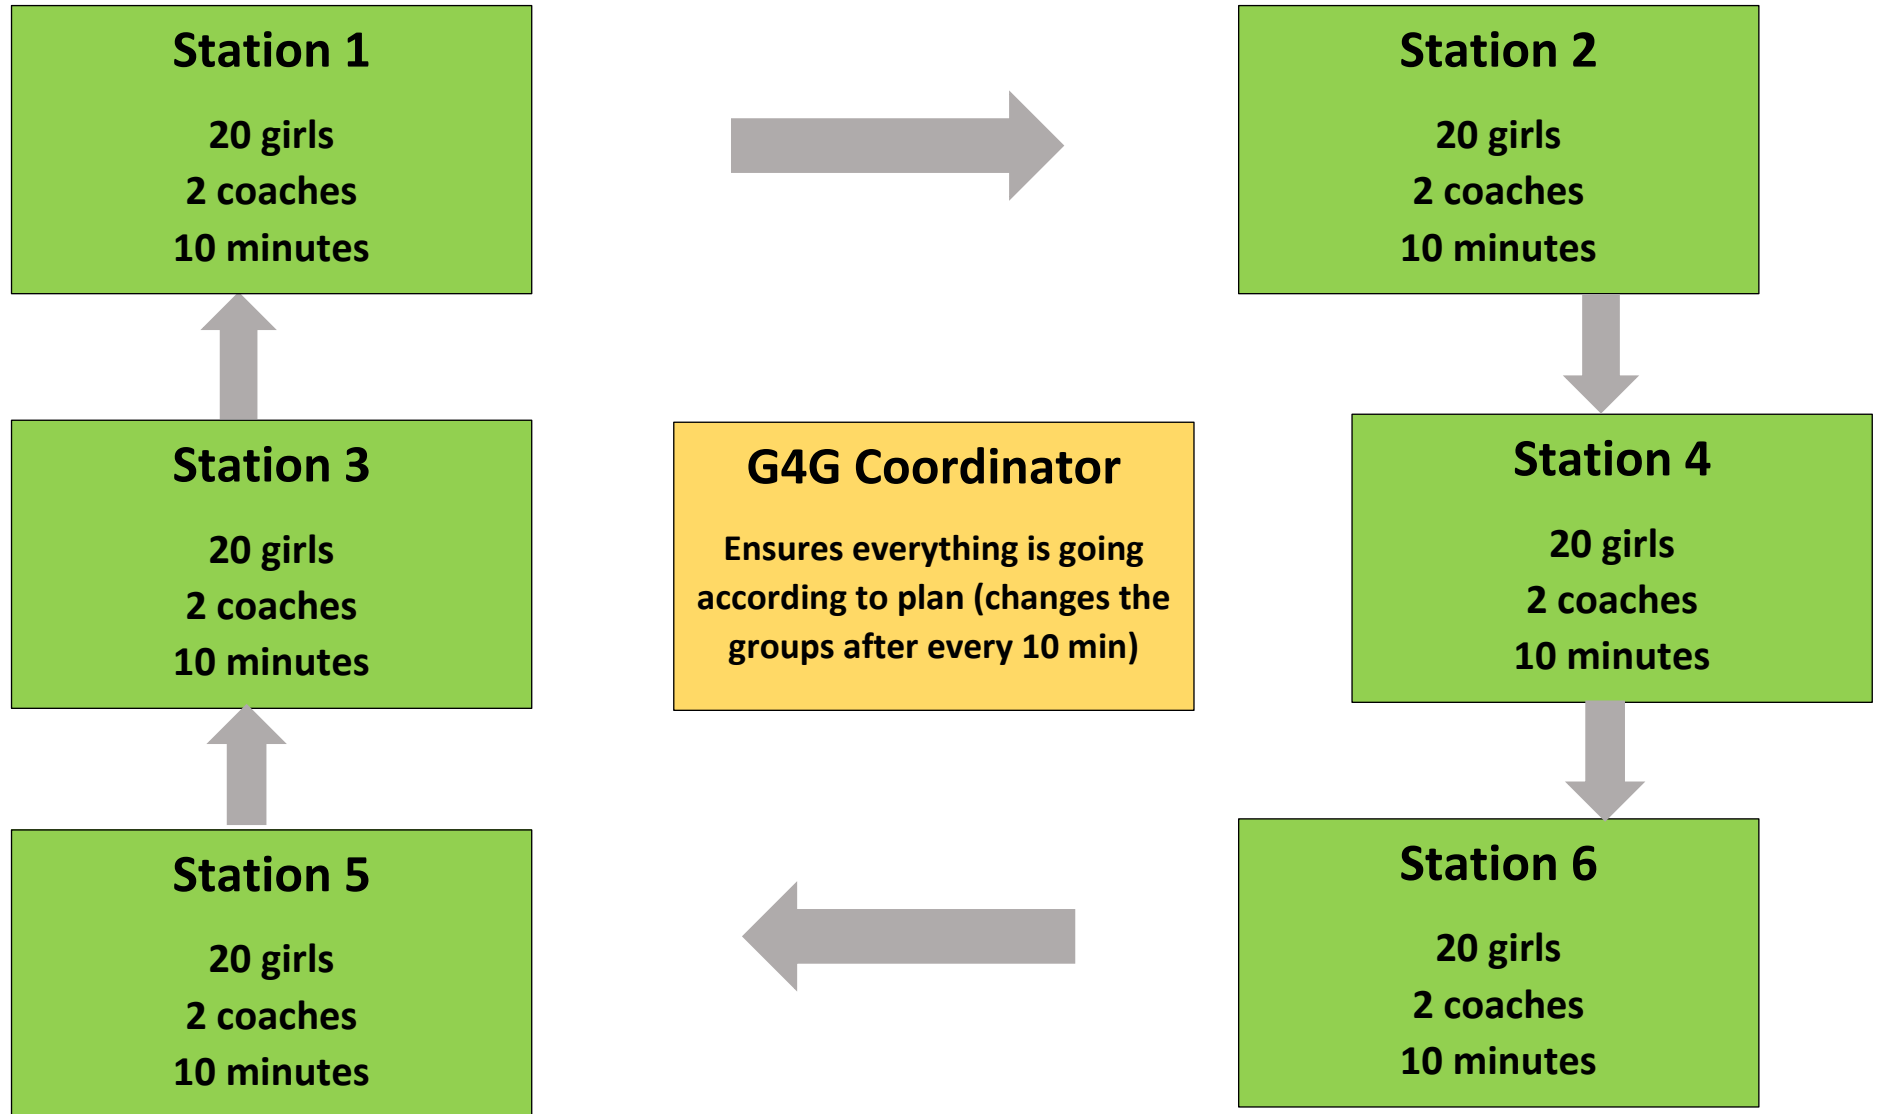 Station 1
20 girls
2 coaches
10 minutes
Station 2
20 girls
2 coaches
10 minutes
Station 3
20 girls
2 coaches
10 minutes
G4G Coordinator
Ensures everything is going
according to plan (changes the
groups after every 10 min)
Station 4
20 girls
2 coaches
10 minutes
Station 5
20 girls
2 coaches
10 minutes
Station 6
20 girls
2 coaches
10 minutes